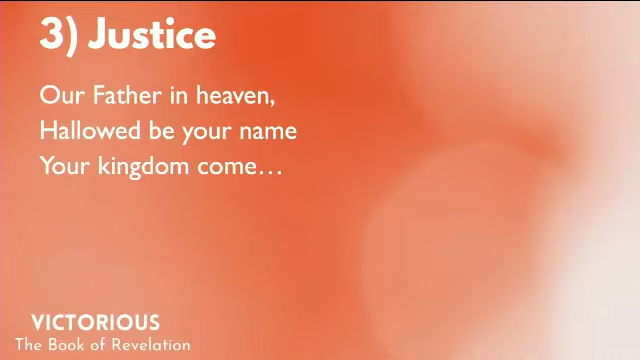 3) Justice
Our Father in heaven,
Hallowed be your name
Your kingdom come…
VICTORIOUS
The Book of Revelation